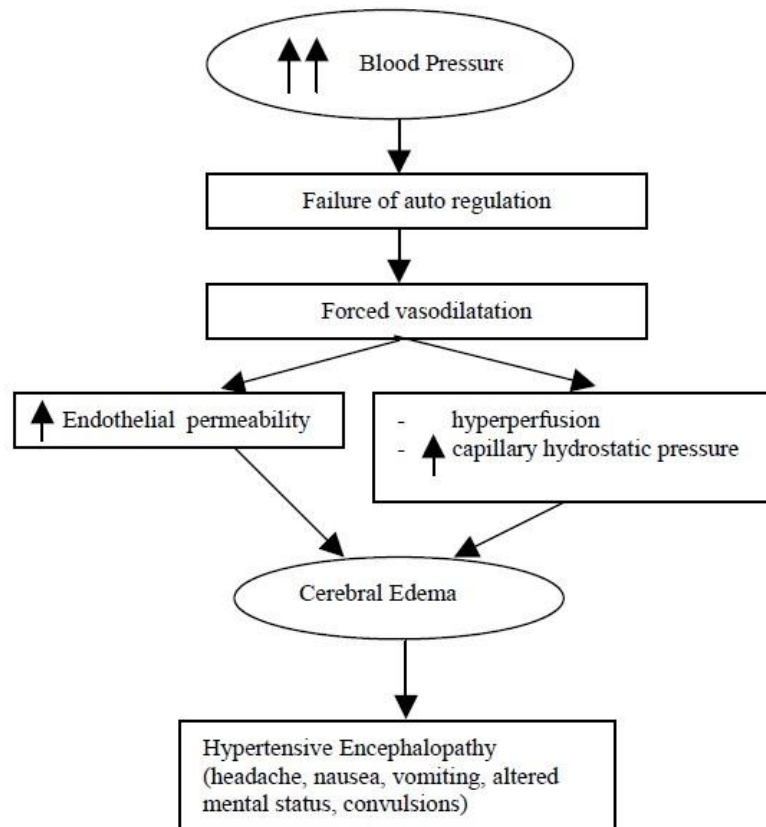 Blood Pressure
Failure of auto regulation
Forced vasodilatation
Endothelial permeability
- hyperperfusion
- capillary hydrostatic pressure
Cerebral Edema
Hypertensive Encephalopathy
(headache, nausea, vomiting, altered
mental status, convulsions)